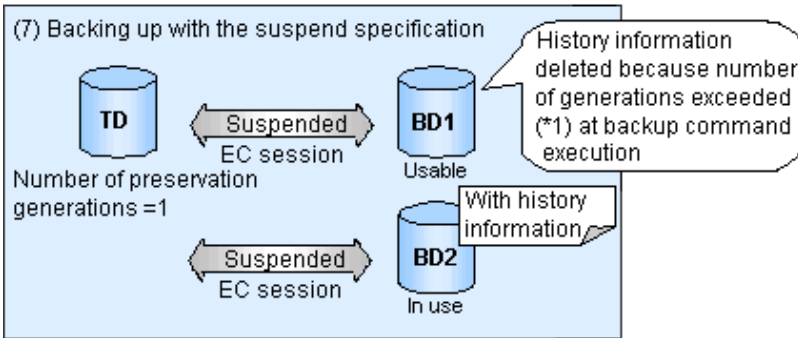 (7) Backing up with the suspend specification
History information
deleted because number
of generations exceeded
(*1) at backup command
execution
TD
Suspended
EC session
BD1
Usable
Number of preservation
generations =1
With history
information
Suspended
EC session
BD2
In use